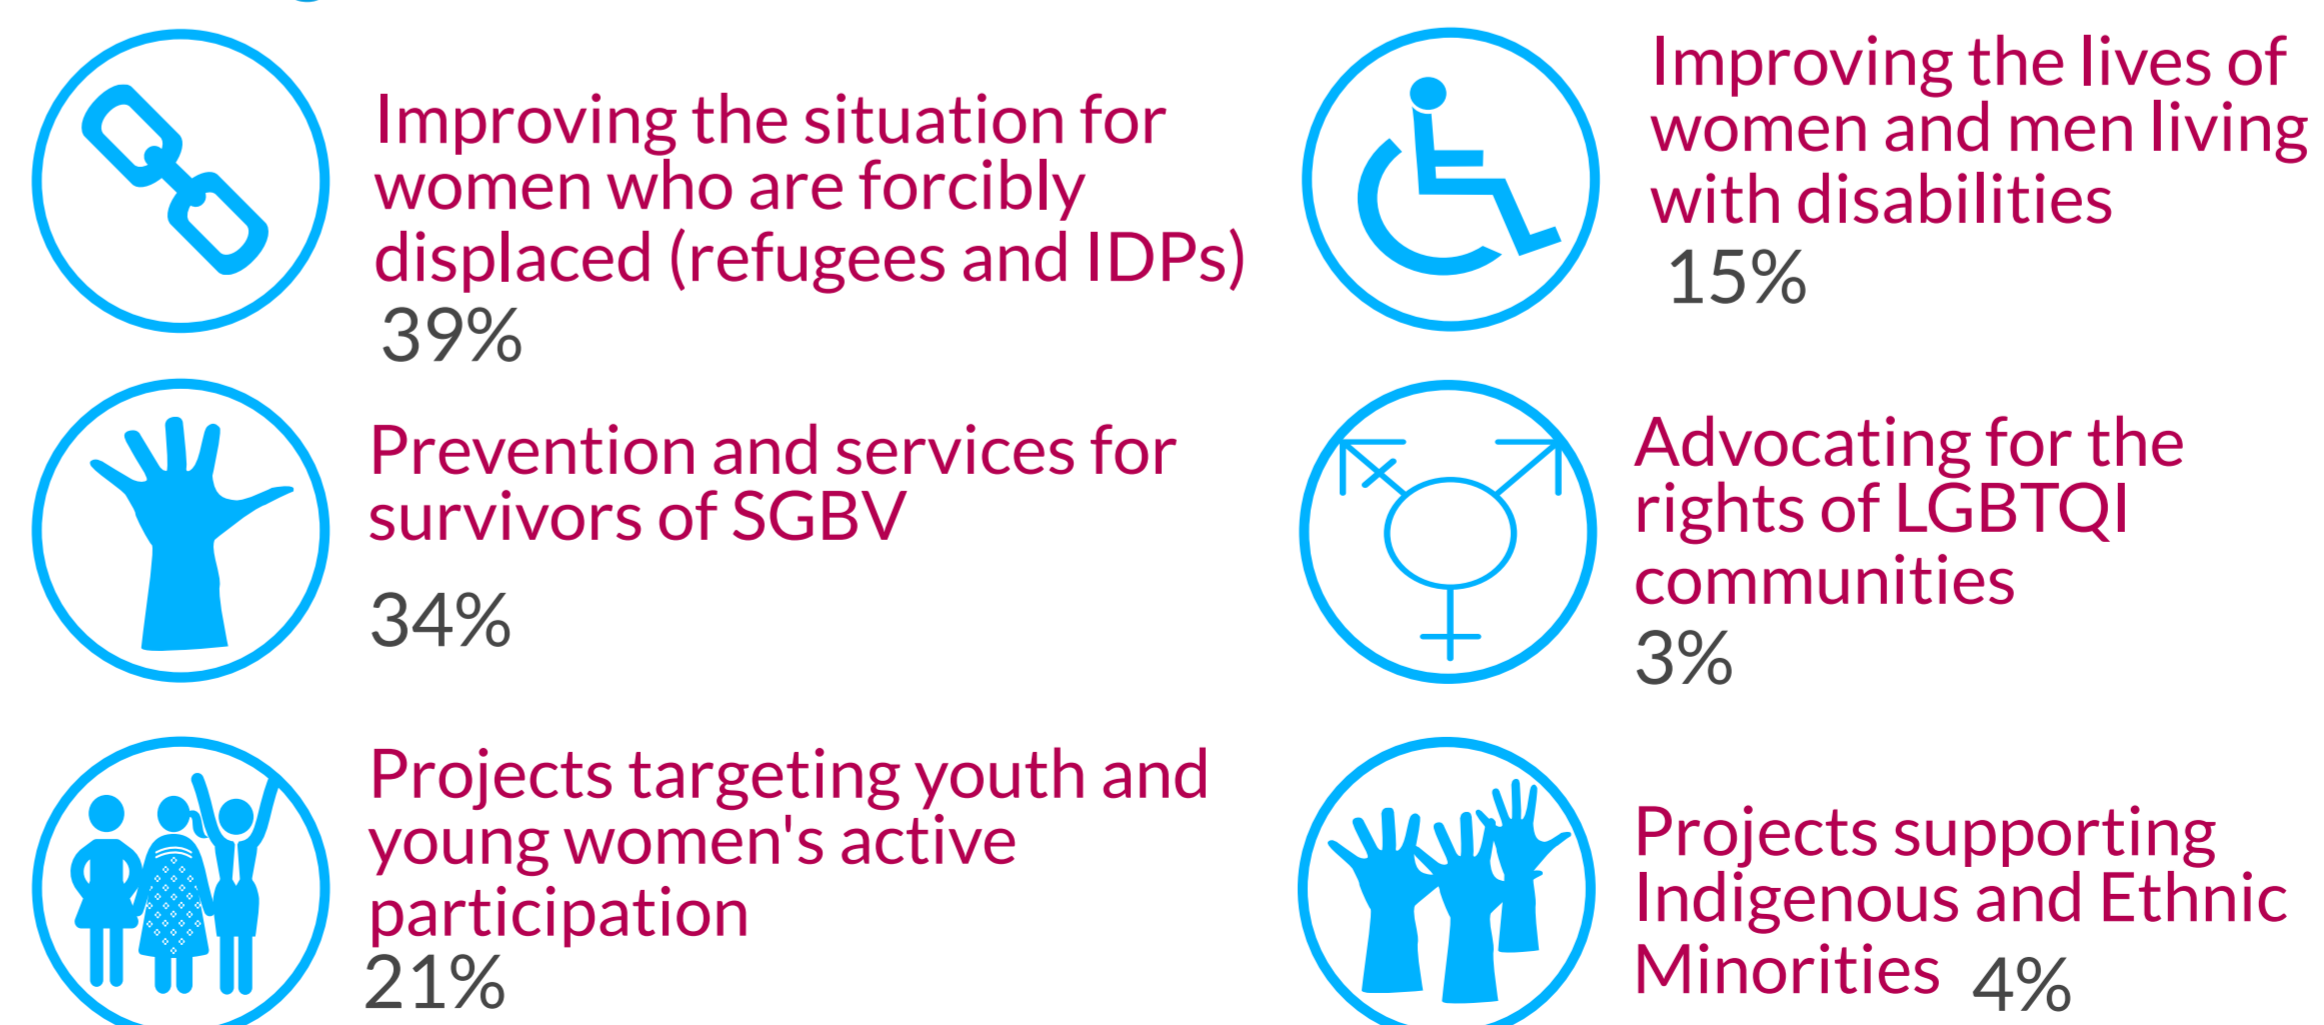 Improving the situation for
women who are forcibly
displaced (refugees and IDPs)
39%
Prevention and services for
survivors of SGBV
34%
Projects targeting youth and
young women's active
participation
21%
Improving the lives of
women and men living
with disabilities
15%
Advocating for the
rights of LGBTQI
communities
3%
Projects supporting
Indigenous and Ethnic
Minorities 4%